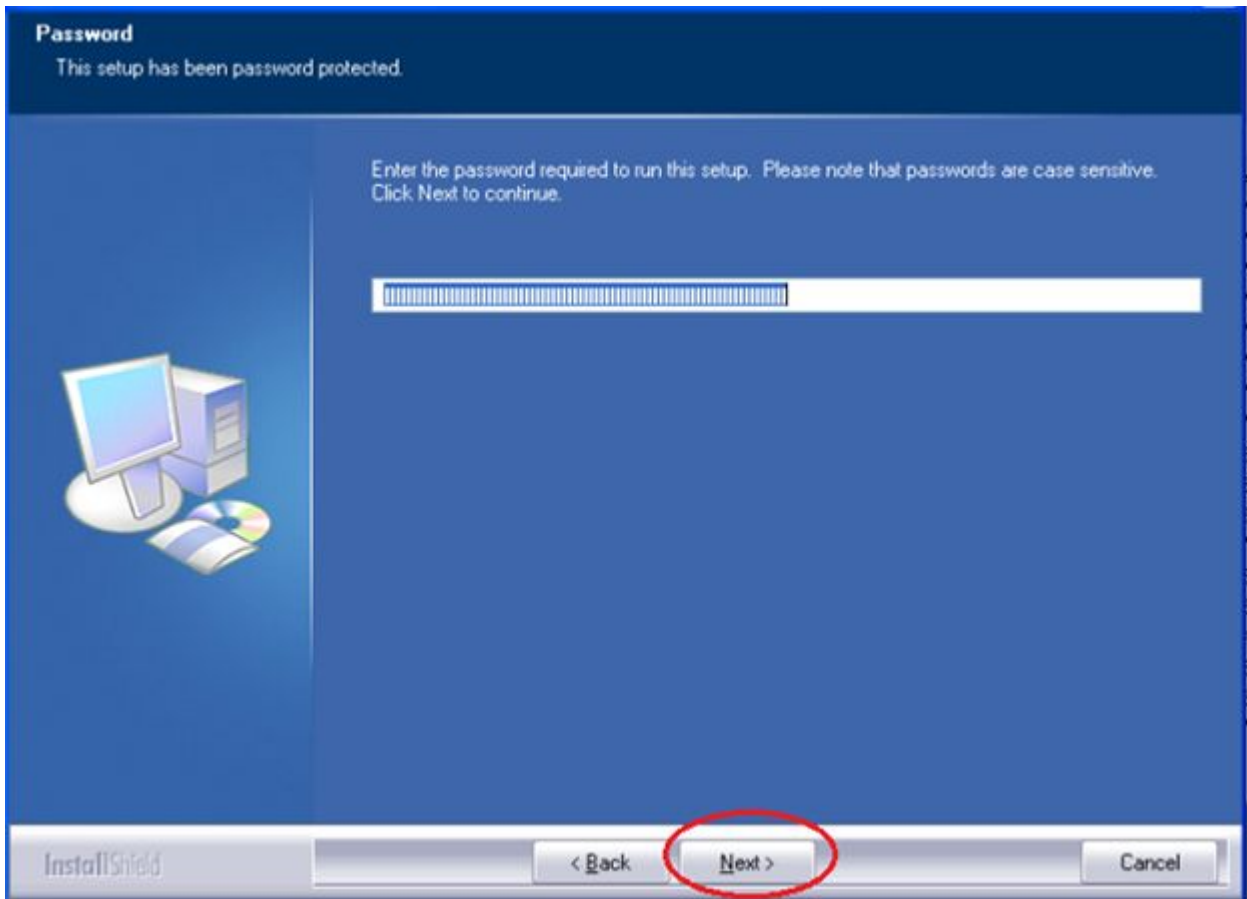 Password
This setup has been password protected.
Enter the password required to run this setup.  Please note that passwords are case sensitive.
Click Next to continue.
InstallShield
< Back
Next >
Cancel